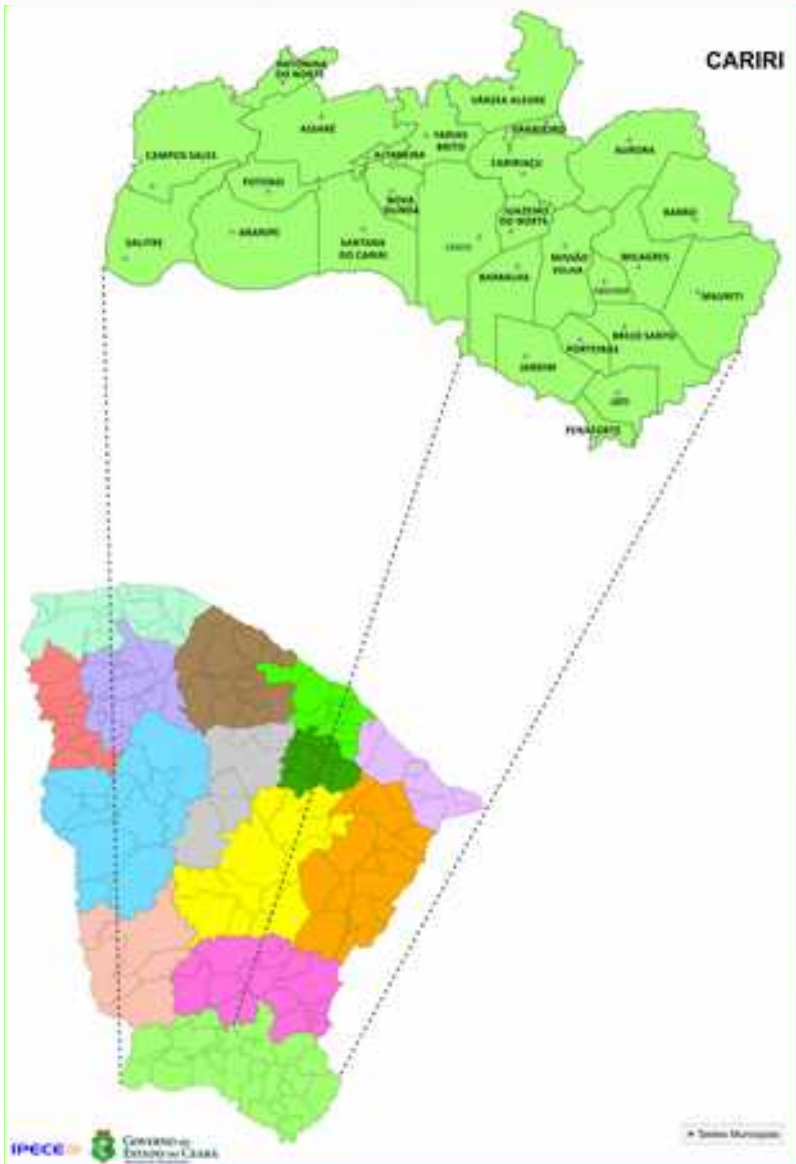 CARIRI
ANTONINA
DO NORTE
VÁRZEA ALEGRE
ASSARÉ
GRANJEIRO
FARIAS
BRITO
AURORA
CAMPOS SALES
ALTANEIRA
CARIRIAÇU
POTENGI
NOVA
OLINDA
JUAZEIRO
DO NORTE
BARRO
SALITRE
ARARIPE
SANTANA
DO CARIRI
CRATO
MISSÃO
VELHA
MILAGRES
BARBALHA
ABAIARA
MAURITI
BREJO SANTO
PORTEIRAS
JARDIM
JATI
PENAFORTE
IPECE
GOVERNO DO
ESTADO DO CEARÁ
Sedes Municipais